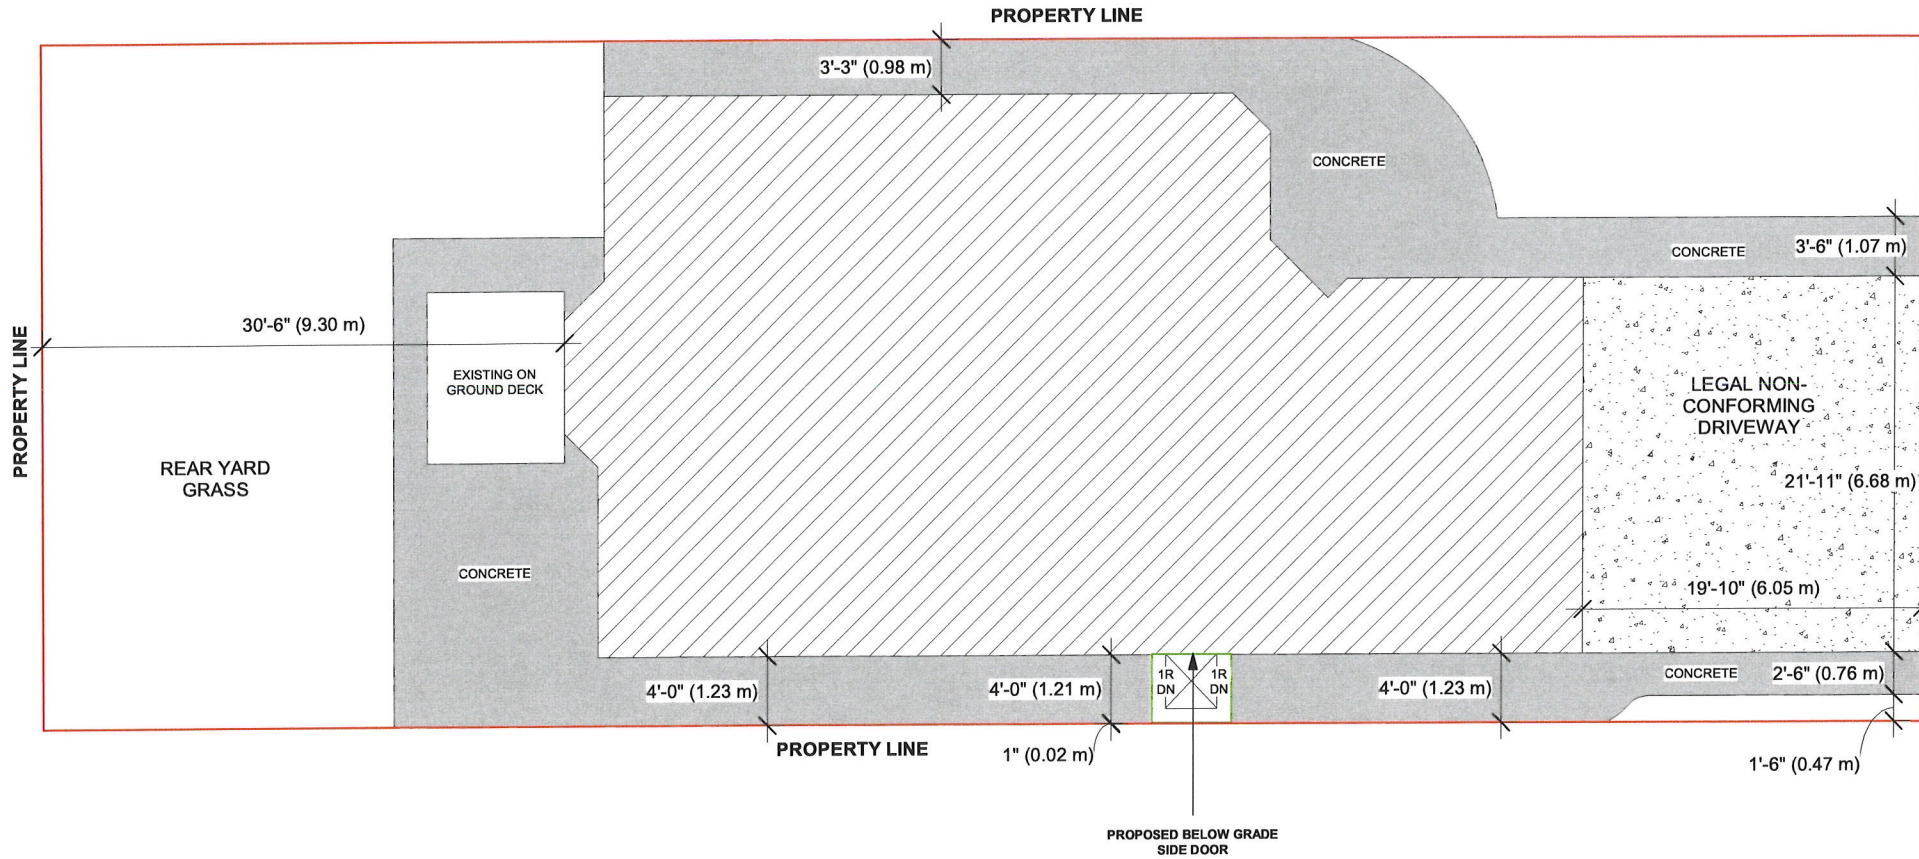 PROPERTY LINE
3'-3" (0.98 m)
CONCRETE
CONCRETE
3'-6" (1.07 m)
30'-6" (9.30 m)
PROPERTY LINE
EXISTING ON
GROUND DECK
LEGAL NON-
CONFORMING
DRIVEWAY
REAR YARD
GRASS
21'-11" (6.68 m)
CONCRETE
19'-10" (6.05 m)
4'-0" (1.23 m)
4'-0" (1.21 m)
1R
DN
1R
DN
4'-0" (1.23 m)
CONCRETE
2'-6" (0.76 m)
PROPERTY LINE
1" (0.02 m)
1'-6" (0.47 m)
PROPOSED BELOW GRADE
SIDE DOOR